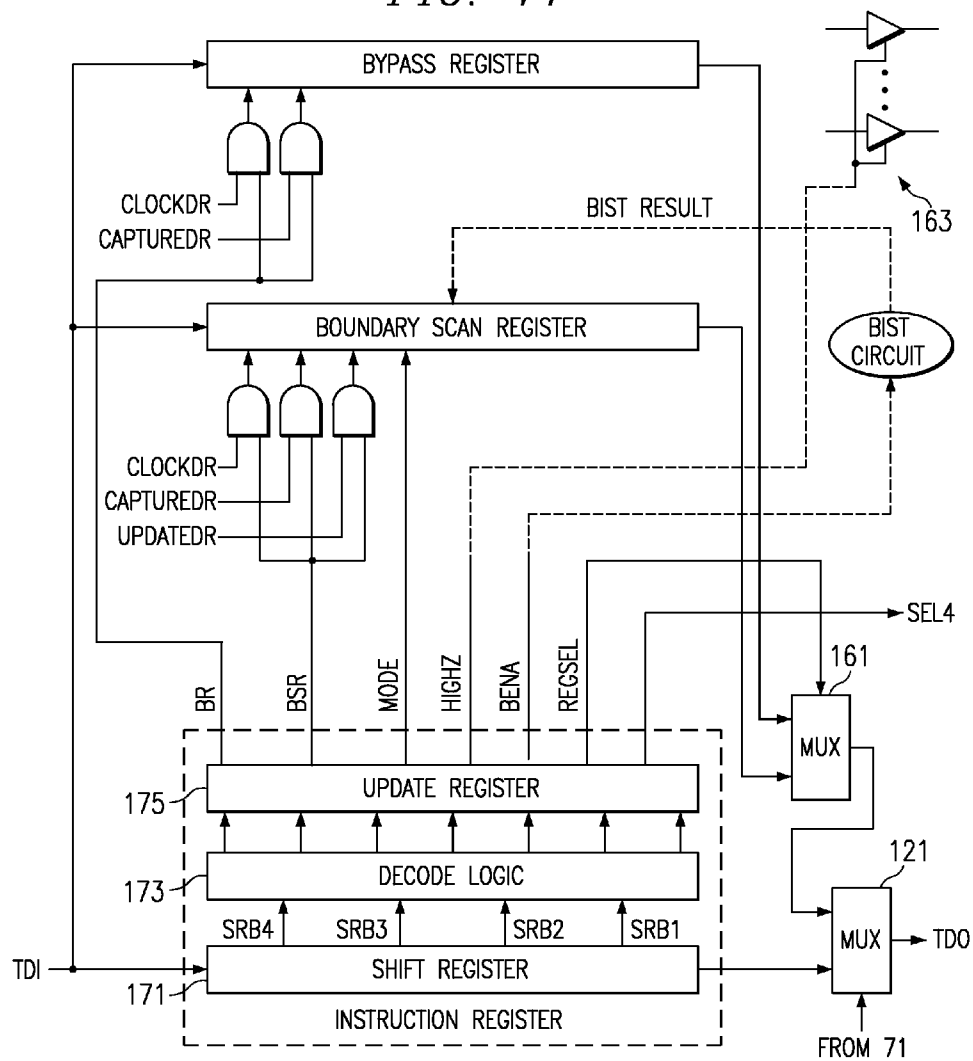 BYPASS REGISTER
CLOCKDR
CAPTUREDR
163
BIST RESULT
BOUNDARY SCAN REGISTER
BIST
CIRCUIT
CLOCKDR
CAPTUREDR
UPDATEDR
SEL4
BR
BSR
MODE
HIGHZ
BENA
REGSEL
161
MUX
175
UPDATE REGISTER
173
DECODE LOGIC
121
SRB4
SRB3
SRB2
SRB1
MUX
TDO
TDI
SHIFT REGISTER
171
INSTRUCTION REGISTER
FROM 71